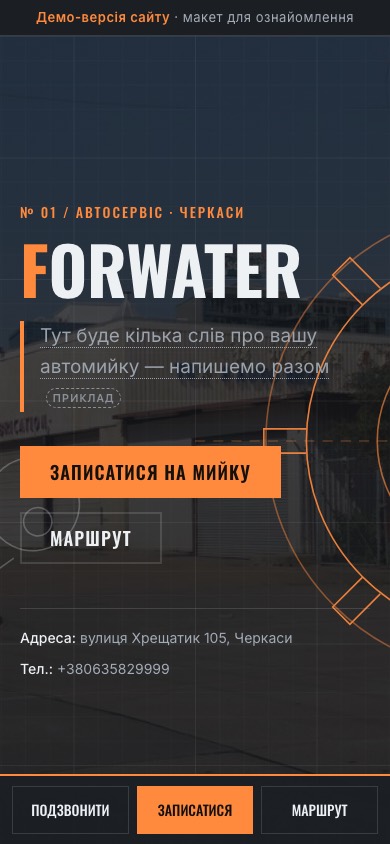 Демо-версія сайту · макет для ознайомлення
№ 01 / АВТОСЕРВІС · ЧЕРКАСИ
FORWATER
Тут буде кілька слів про вашу
автомийку — напишемо разом
ПРИКЛАД
ЗАПИСАТИСЯ НА МИЙКУ
МАРШРУТ
Адреса: вулиця Хрещатик 105, Черкаси
Тел.: +380635829999
ПОДЗВОНИТИ
ЗАПИСАТИСЯ
МАРШРУТ